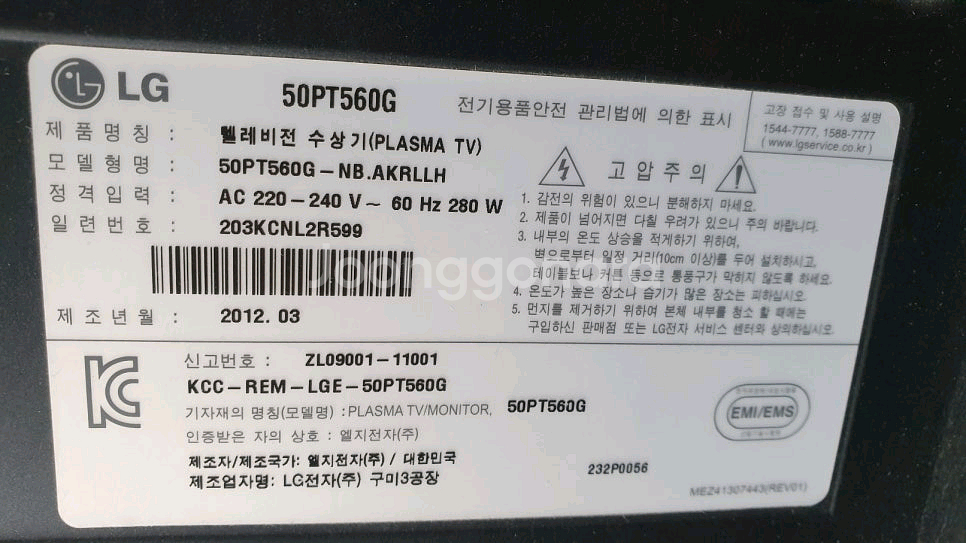 LG
50PT560G
전기용품안전 관리법에 의한 표시
고장 접수 및 사용 설명
1544-7777, 1588-7777
( www.lgservice.co.kr )
제 품 명 칭 : 텔레비전 수상기(PLASMA TV)
모 델 형 명 : 50PT560G-NB.AKRLLH
정 격 입 력 : AC 220-240 V~ 60 Hz 280 W
일 련 번 호 : 203KCNL2R599
제 조 년 월 : 2012. 03
고 압 주 의
1. 감전의 위험이 있으니 분해하지 마세요.
2. 제품이 넘어지면 다칠 우려가 있으니 주의 바랍니다.
3. 내부의 온도 상승을 적게하기 위하여,
벽으로부터 일정 거리(10cm 이상)를 두어 설치하시고,
테이블보나 커튼 등으로 통풍구가 막히지 않도록 하세요.
4. 온도가 높은 장소나 습기가 많은 장소는 피하십시오.
5. 먼지를 제거하기 위하여 본체 내부를 청소 할 때에는
구입하신 판매점 또는 LG전자 서비스 센터와 상의하십시오.
Joonggonara
신고번호 : ZL09001-11001
KCC-REM-LGE-50PT560G
기자재의 명칭(모델명) :PLASMA TV/MONITOR, 50PT560G
인증받은 자의 상호 : 엘지전자(주)
제조자/제조국가: 엘지전자(주) / 대한민국
제조업자명: LG전자(주) 구미3공장
232P0056
EMI/EMS
MEZ41307443(REV01)